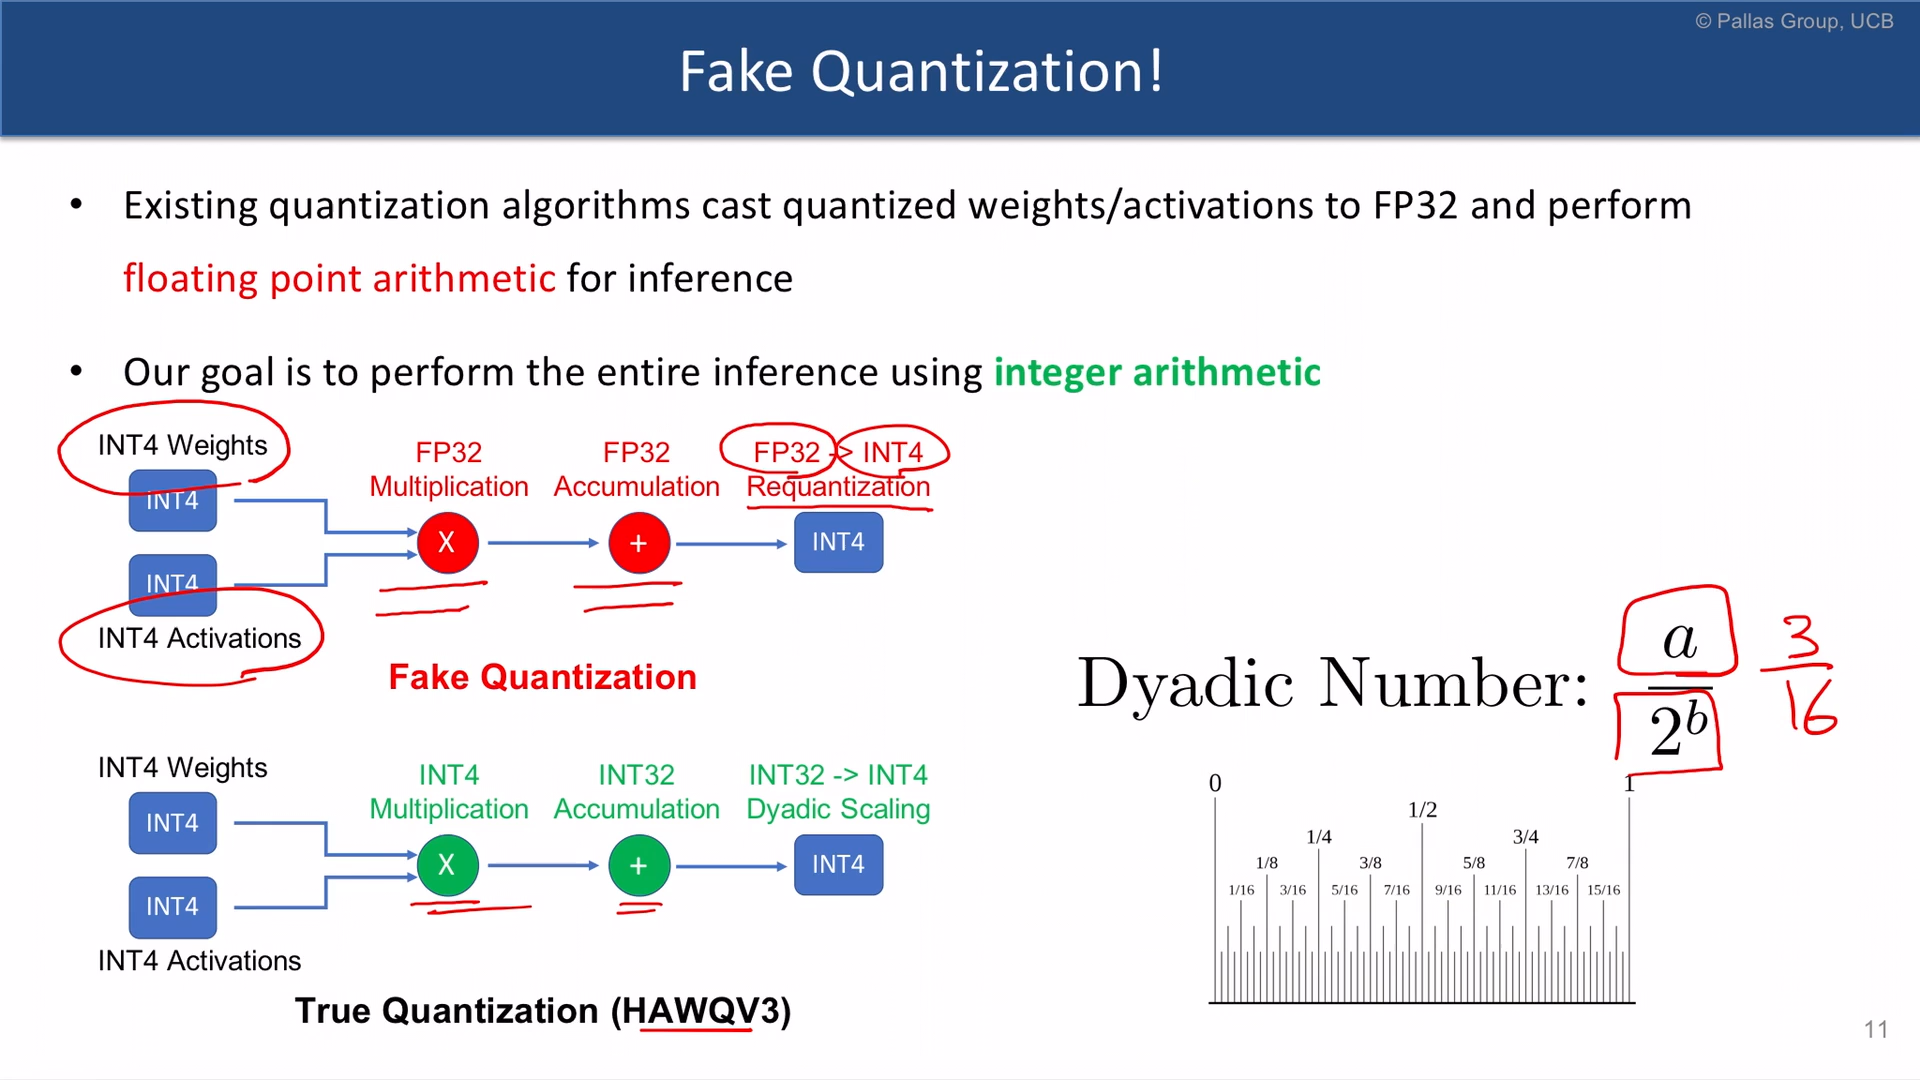 © Pallas Group, UCB
Fake Quantization!
• Existing quantization algorithms cast quantized weights/activations to FP32 and perform
floating point arithmetic for inference
• Our goal is to perform the entire inference using integer arithmetic
INT4 Weights
INT4
INT4
INT4 Activations
FP32
Multiplication
X
FP32
Accumulation
+
FP32 -> INT4
Requantization
INT4
Fake Quantization
INT4 Weights
INT4
INT4
INT4 Activations
INT4
Multiplication
X
INT32
Accumulation
+
INT32 -> INT4
Dyadic Scaling
INT4
True Quantization (HAWQV3)
Dyadic Number: a
2^b
3
16
0 1
1/2
1/4 3/4
1/8 3/8 5/8 7/8
1/16 3/16 5/16 7/16 9/16 11/16 13/16 15/16
11